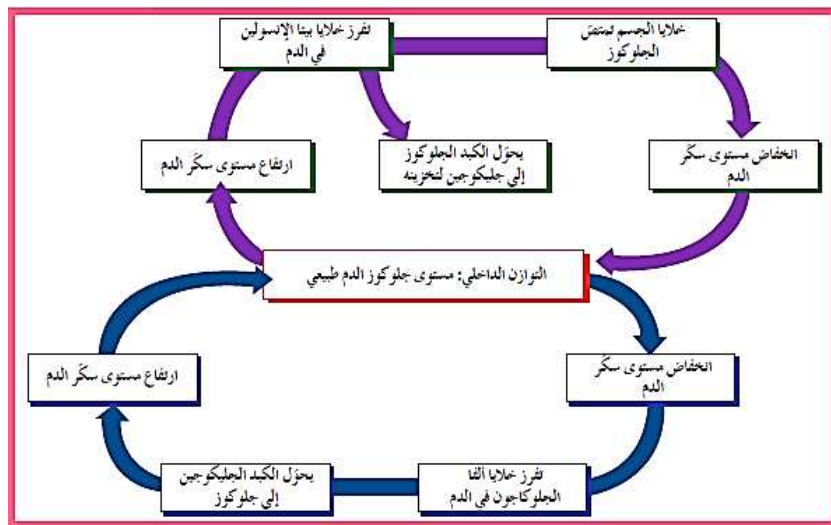 تفرز خلايا بيتا الإنسولين
في الدم
خلايا الجسم تمتص
الجلوكوز
ارتفاع مستوى سكّر الدم
يحوّل الكبد الجلوكوز
إلى جليكوجين لتخزينه
انخفاض مستوى سكّر
الدم
التوازن الداخلي: مستوى جلوكوز الدم طبيعي
انخفاض مستوى سكّر
الدم
تفرز خلايا ألفا
الجلوكاجون في الدم
يحوّل الكبد الجليكوجين
إلى جلوكوز
ارتفاع مستوى سكّر الدم